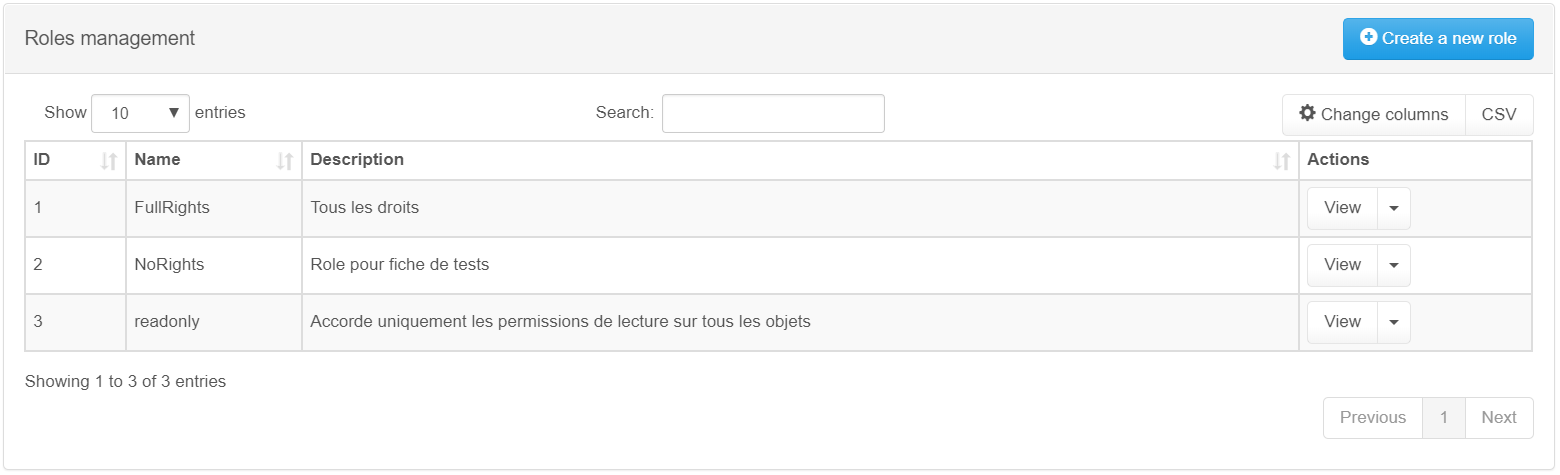 Roles management
Create a new role
Show 10 entries Search: Change columns CSV
ID Name Description Actions
1 FullRights Tous les droits View
2 NoRights Role pour fiche de tests View
3 readonly Accorde uniquement les permissions de lecture sur tous les objets View
Showing 1 to 3 of 3 entries
Previous 1 Next